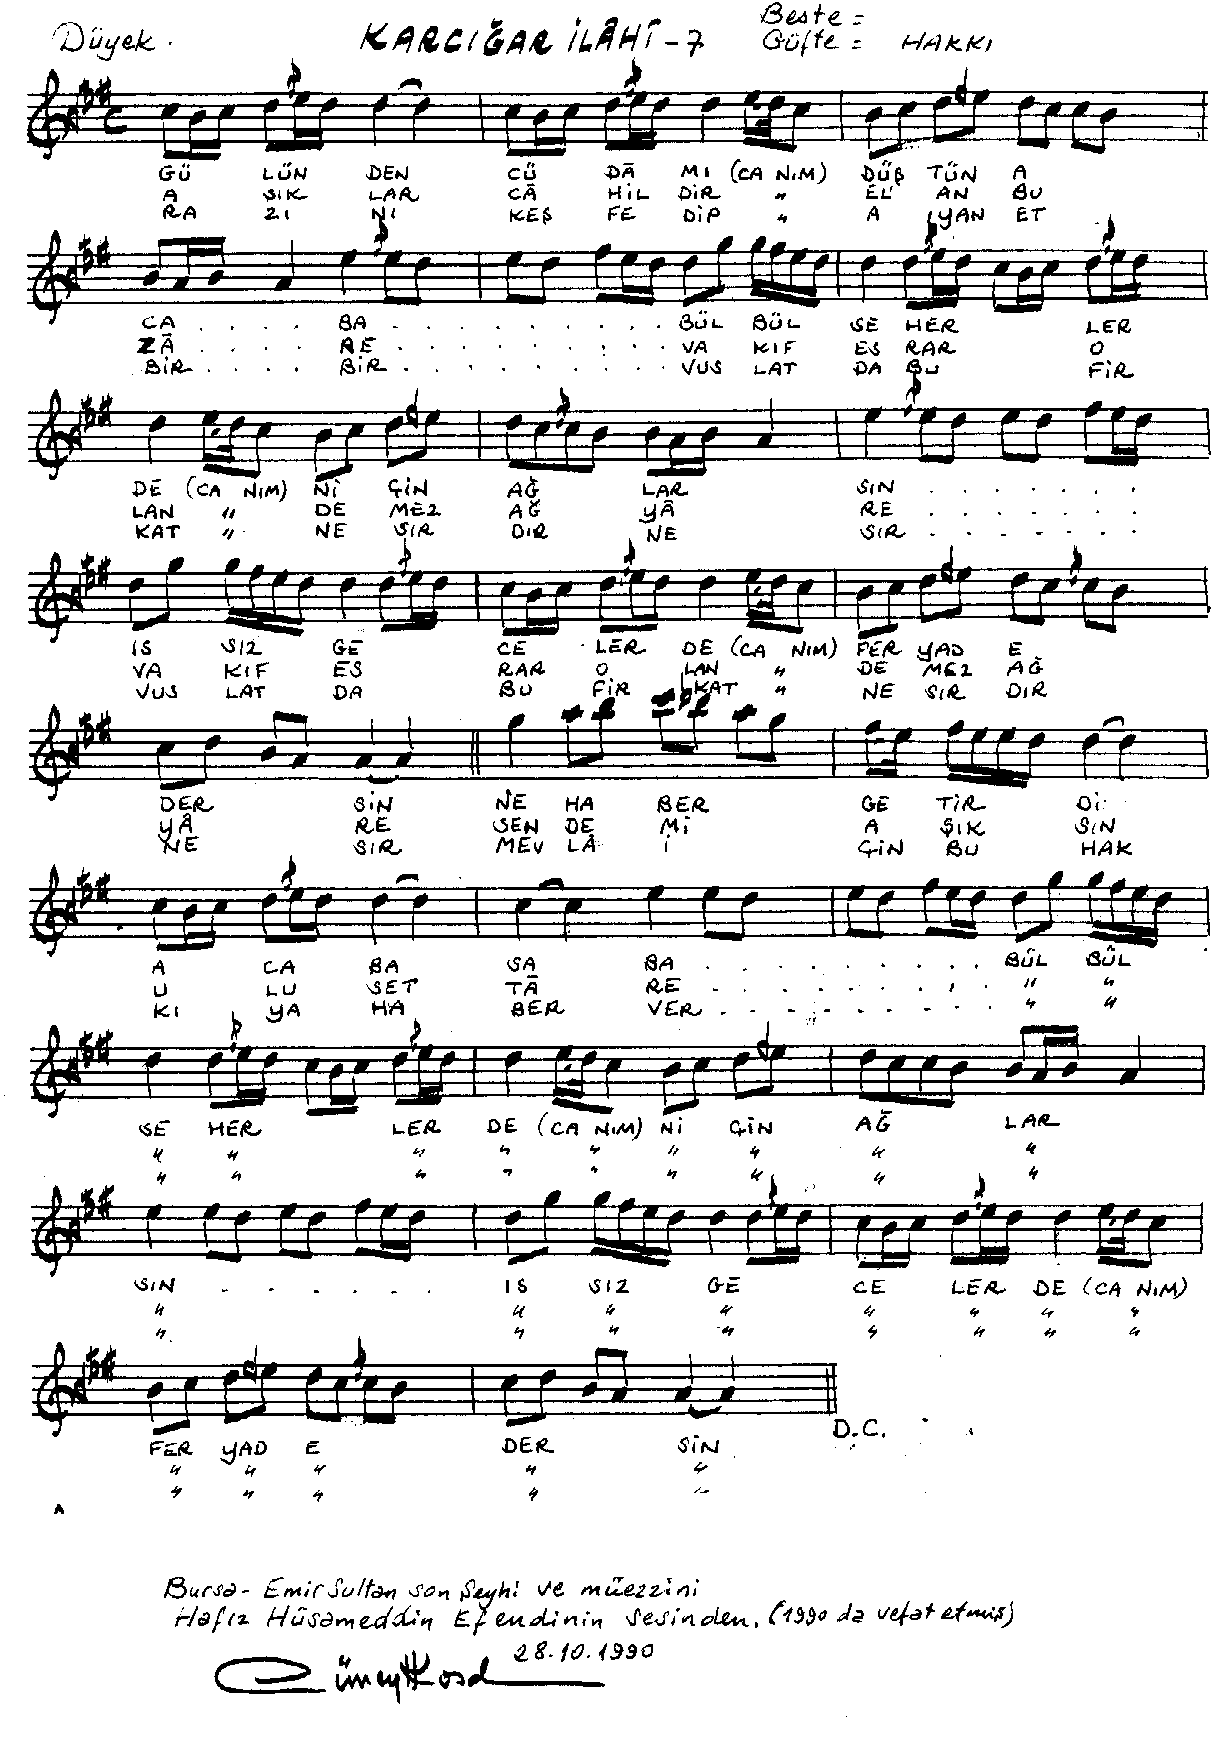 Düyek.
KARCIĞAR İLÂHÎ-7
Beste =
Güfte = HAKKI
GÜ LÜN DEN CÜ DÂ MI (CA NIM) DÜŞ TÜN A
A ŞIK LAR CÂ HİL DİR " EL' AN BU
RA ZI NI KEŞ FE DİP " A IYAN ET
CA . . . . BA . . . . . . . . . BÜL BÜL SE HER LER
ZÂ . . . . RE . . . . . . . . . VA KIF ES RAR O
BİR . . . . BİR . . . . . . . . . VUS LAT DA BU FİR
DE (CA NIM) Nİ ÇİN AĞ LAR SIN . . . . . .
LAN " DE MEZ AĞ YÂ RE . . . . . .
KAT " NE SIR DIR NE SIR . . . . . .
IS SIZ GE CE LER DE (CA NIM) FER YAD E
VA KIF ES RAR O LAN " DE MEZ AĞ
VUS LAT DA BU FİR KAT " NE SIR DIR
DER SİN NE HA BER GE TİR Dİ
YÂ RE SEN DE Mİ A ŞIK SIN
NE SIR MEV LÂ İ ÇİN BU HAK
A CA BA SA BA . . . . . . . . BÜL BÜL
U LU SET TÂ RE . . . . . . . . " "
KI YA HA BER VER . . . . . . . . " "
SE HER LER DE (CA NIM) Nİ ÇİN AĞ LAR
" " " " " " " " "
" " " " " " " " "
SIN . . . . . . IS SIZ GE CE LER DE (CA NIM)
" " " " " " " "
" " " " " " " "
FER YAD E DER SİN
D.C.
" " " " "
" " " " "
Bursa- Emir Sultan son Şeyhi ve müezzini
Hafız Hüsameddin Efendinin sesinden. (1990 da vefat etmiş)
28.10.1990